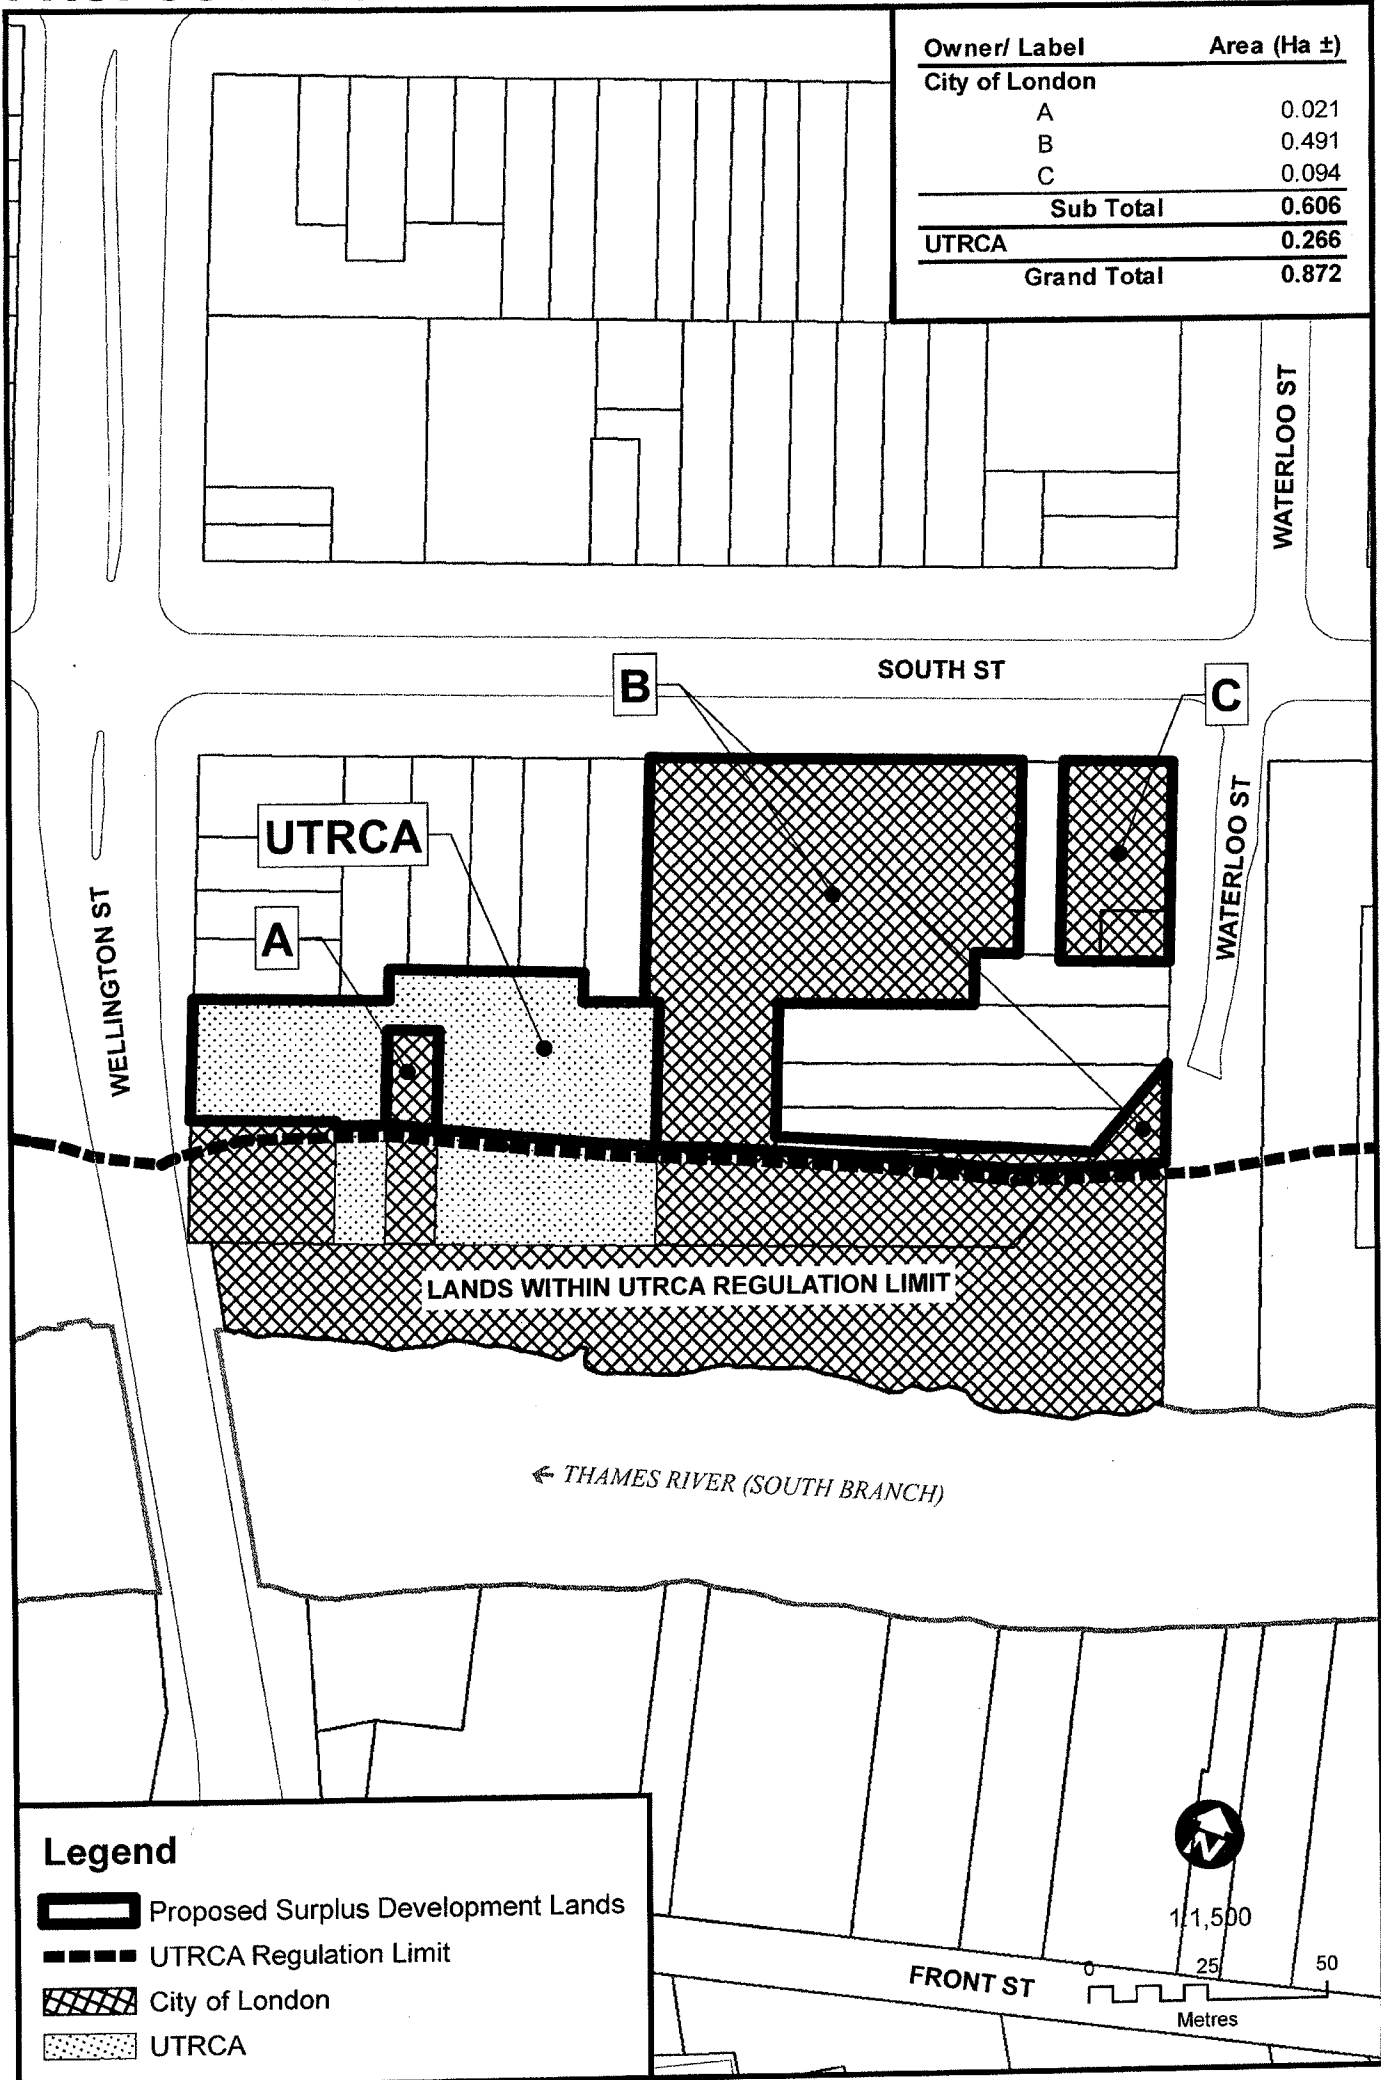 Owner/ Label Area (Ha ±)
City of London
A 0.021
B 0.491
C 0.094
Sub Total 0.606
UTRCA 0.266
Grand Total 0.872
WATERLOO ST
SOUTH ST
B
C
UTRCA
A
WELLINGTON ST
WATERLOO ST
LANDS WITHIN UTRCA REGULATION LIMIT
← THAMES RIVER (SOUTH BRANCH)
N
1:1,500
0 25 50
Metres
FRONT ST
Legend
Proposed Surplus Development Lands
UTRCA Regulation Limit
City of London
UTRCA